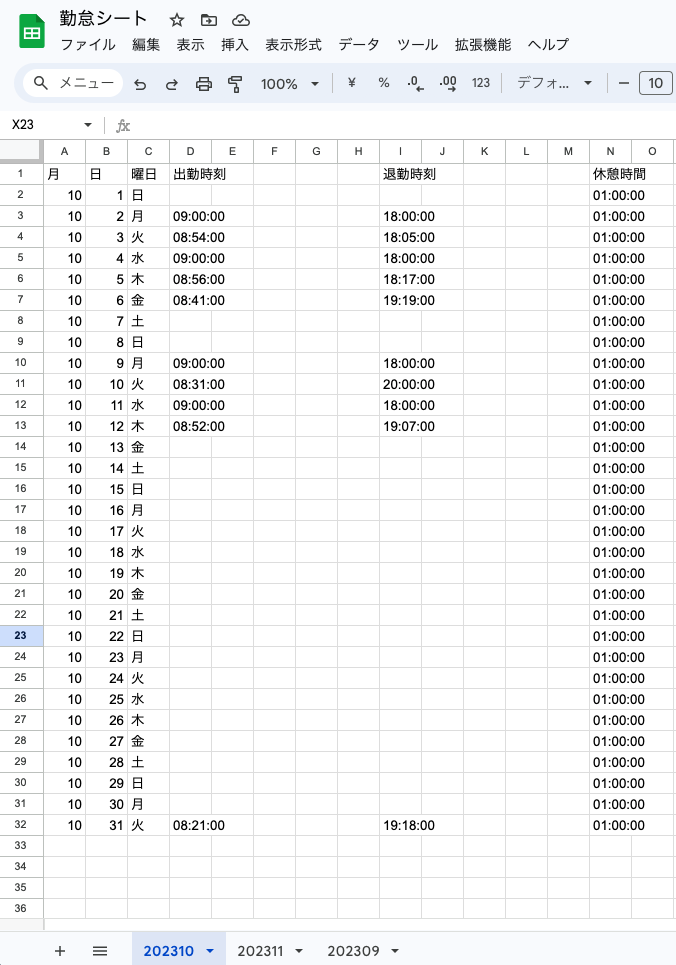 勤怠シート
ファイル 編集 表示 挿入 表示形式 データ ツール 拡張機能 ヘルプ
メニュー 100% ¥ % .0 .00 123 デフォ... 10
X23 fx
A B C D E F G H I J K L M N O
1 月 日 曜日 出勤時刻 退勤時刻 休憩時間
2 10 1 日 01:00:00
3 10 2 月 09:00:00 18:00:00 01:00:00
4 10 3 火 08:54:00 18:05:00 01:00:00
5 10 4 水 09:00:00 18:00:00 01:00:00
6 10 5 木 08:56:00 18:17:00 01:00:00
7 10 6 金 08:41:00 19:19:00 01:00:00
8 10 7 土 01:00:00
9 10 8 日 01:00:00
10 10 9 月 09:00:00 18:00:00 01:00:00
11 10 10 火 08:31:00 20:00:00 01:00:00
12 10 11 水 09:00:00 18:00:00 01:00:00
13 10 12 木 08:52:00 19:07:00 01:00:00
14 10 13 金 01:00:00
15 10 14 土 01:00:00
16 10 15 日 01:00:00
17 10 16 月 01:00:00
18 10 17 火 01:00:00
19 10 18 水 01:00:00
20 10 19 木 01:00:00
21 10 20 金 01:00:00
22 10 21 土 01:00:00
23 10 22 日 01:00:00
24 10 23 月 01:00:00
25 10 24 火 01:00:00
26 10 25 水 01:00:00
27 10 26 木 01:00:00
28 10 27 金 01:00:00
29 10 28 土 01:00:00
30 10 29 日 01:00:00
31 10 30 月 01:00:00
32 10 31 火 08:21:00 19:18:00 01:00:00
33
34
35
36
202310 202311 202309